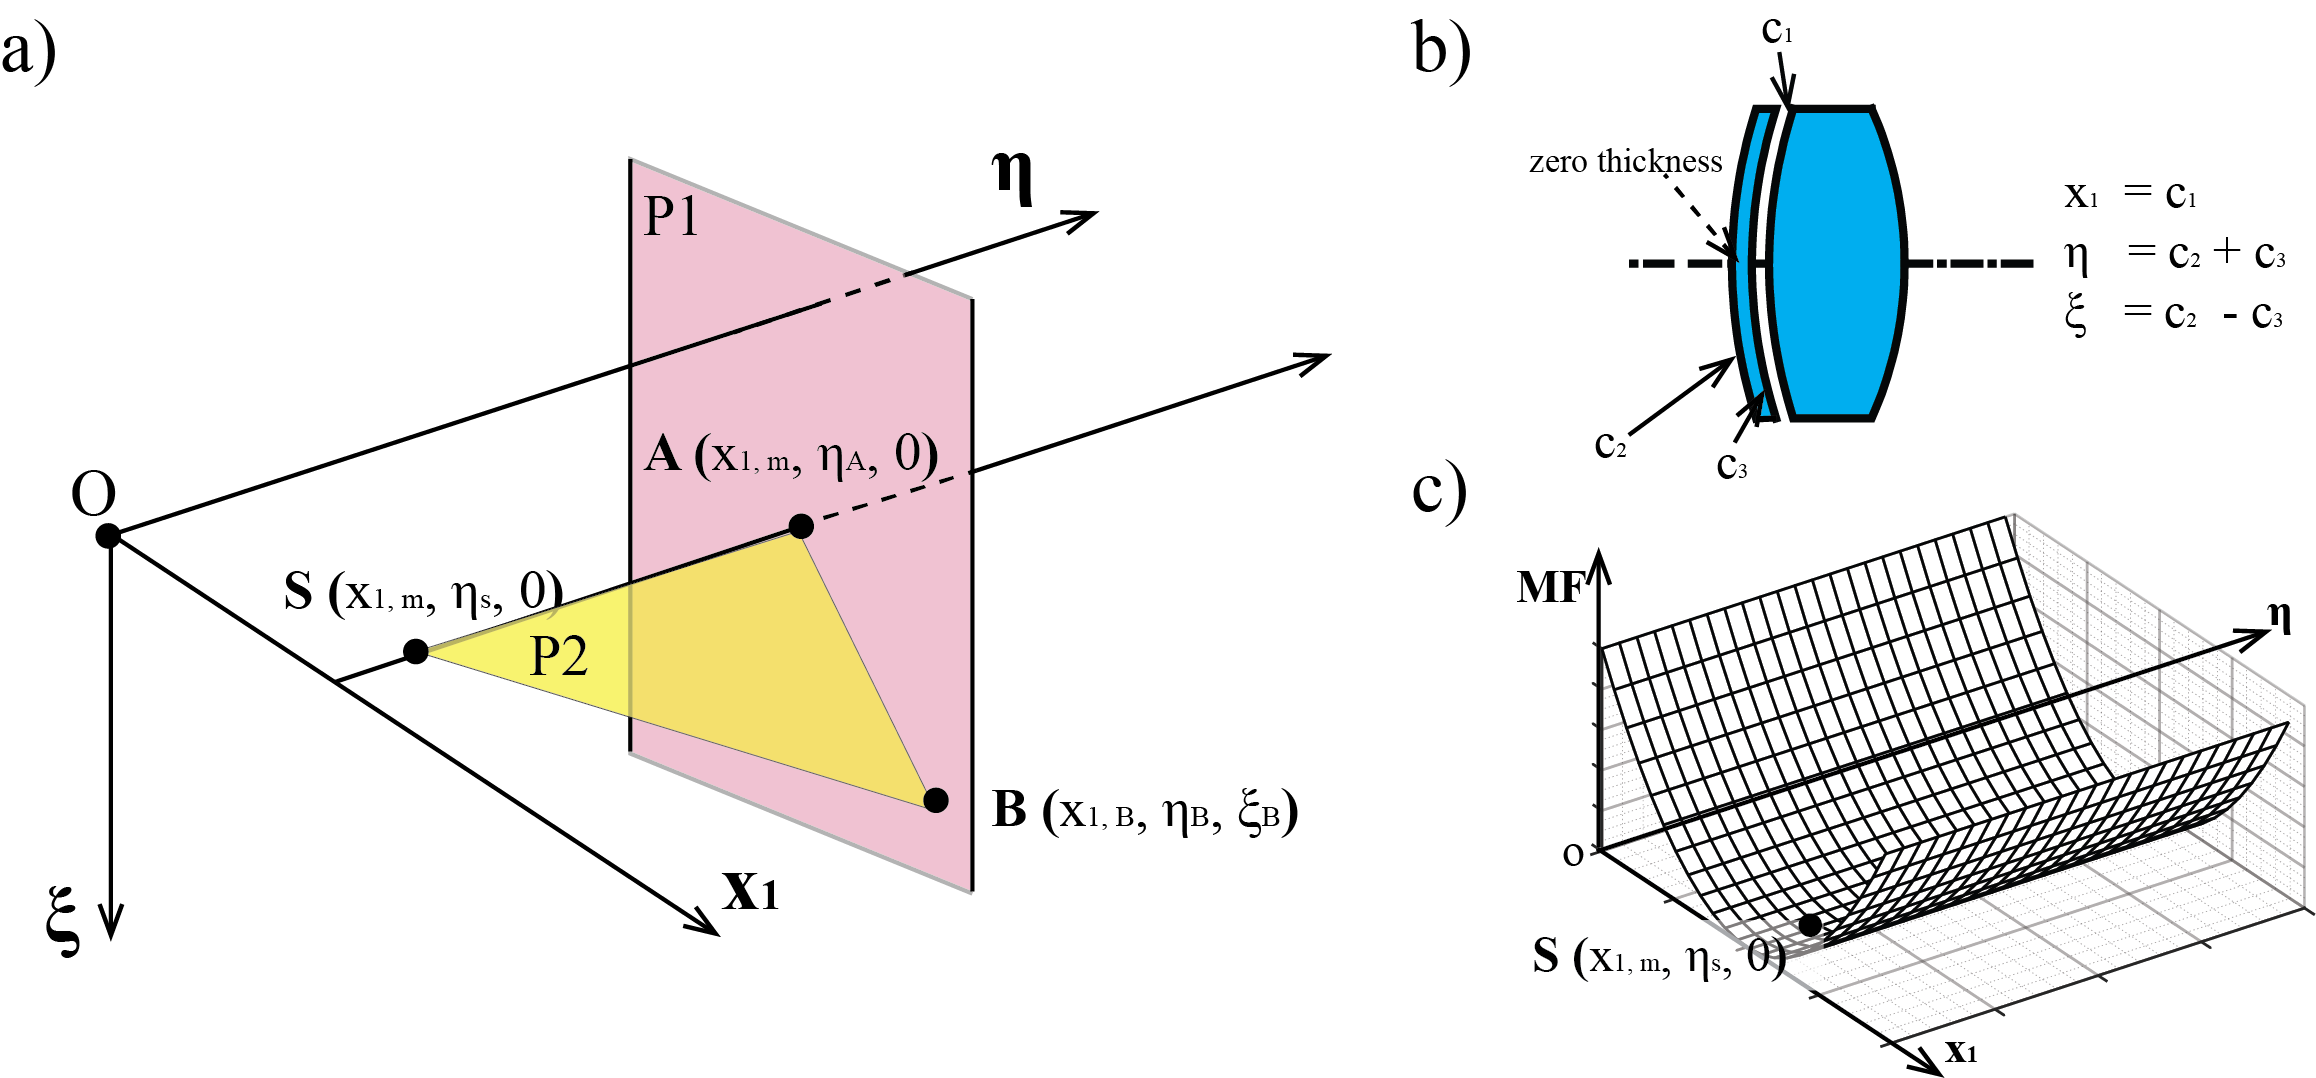 a)
P1
η
A (x1, m, ηA, 0)
O
S (x1, m, ηs, 0)
P2
B (x1, B, ηB, ξB)
x1
ξ
b)
c1
zero thickness
x1 = c1
η = c2 + c3
ξ = c2 - c3
c2
c3
c)
MF
η
o
S (x1, m, ηs, 0)
x1